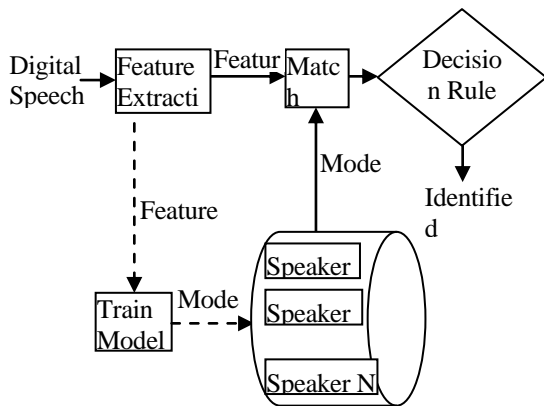 Digital
Speech
Feature
Extracti
Featur
Matc
h
Decisio
n Rule
Mode
Identifie
d
Feature
Train
Model
Mode
Speaker
Speaker
Speaker N